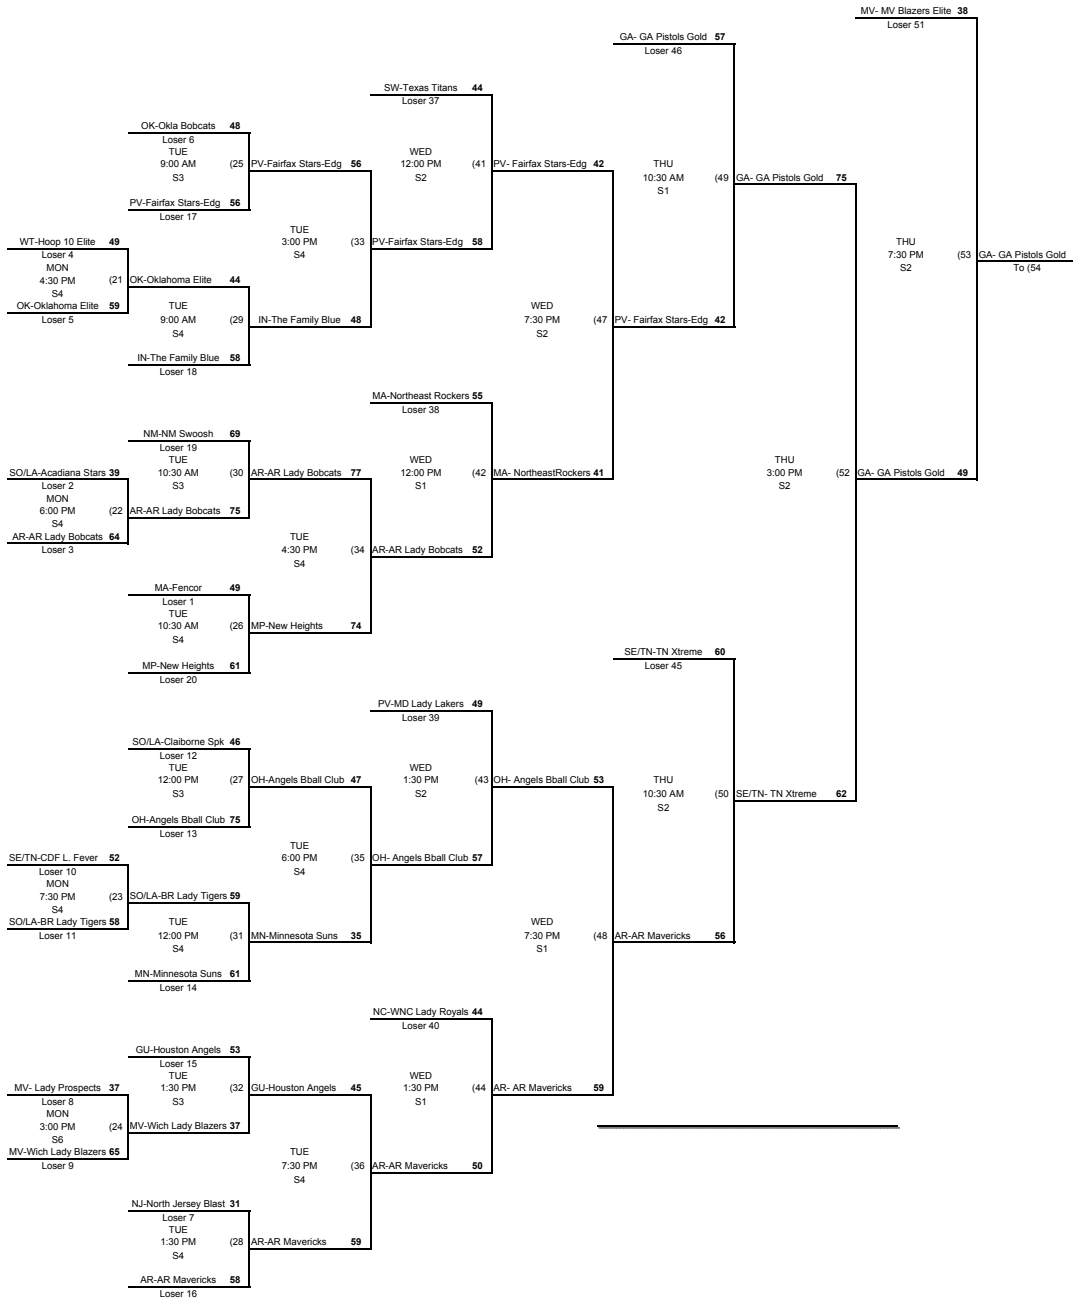 MV- MV Blazers Elite 38
Loser 51
GA- GA Pistols Gold 57
Loser 46
SW-Texas Titans 44
Loser 37
OK-Okla Bobcats 48
Loser 6
TUE
9:00 AM (25 PV-Fairfax Stars-Edg 56
S3
WED
12:00 PM (41 PV- Fairfax Stars-Edg 42
S2
THU
10:30 AM (49 GA- GA Pistols Gold 75
S1
PV-Fairfax Stars-Edg 56
Loser 17
TUE
3:00 PM (33 PV-Fairfax Stars-Edg 58
S4
THU
7:30 PM (53 GA- GA Pistols Gold
S2 To (54
WT-Hoop 10 Elite 49
Loser 4
MON
4:30 PM (21 OK-Oklahoma Elite 44
S4
OK-Oklahoma Elite 59
Loser 5
TUE
9:00 AM (29 IN-The Family Blue 48
S4
WED
7:30 PM (47 PV- Fairfax Stars-Edg 42
S2
IN-The Family Blue 58
Loser 18
MA-Northeast Rockers 55
Loser 38
NM-NM Swoosh 69
Loser 19
TUE
10:30 AM (30 AR-AR Lady Bobcats 77
S3
WED
12:00 PM (42 MA- NortheastRockers 41
S1
THU
3:00 PM (52 GA- GA Pistols Gold 49
S2
SO/LA-Acadiana Stars 39
Loser 2
MON
6:00 PM (22 AR-AR Lady Bobcats 75
S4
AR-AR Lady Bobcats 64
Loser 3
TUE
4:30 PM (34 AR-AR Lady Bobcats 52
S4
MA-Fencor 49
Loser 1
TUE
10:30 AM (26 MP-New Heights 74
S4
MP-New Heights 61
Loser 20
SE/TN-TN Xtreme 60
Loser 45
PV-MD Lady Lakers 49
Loser 39
SO/LA-Claiborne Spk 46
Loser 12
TUE
12:00 PM (27 OH-Angels Bball Club 47
S3
WED
1:30 PM (43 OH- Angels Bball Club 53
S2
THU
10:30 AM (50 SE/TN- TN Xtreme 62
S2
OH-Angels Bball Club 75
Loser 13
TUE
6:00 PM (35 OH- Angels Bball Club 57
S4
SE/TN-CDF L. Fever 52
Loser 10
MON
7:30 PM (23 SO/LA-BR Lady Tigers 59
S4
SO/LA-BR Lady Tigers 58
Loser 11
TUE
12:00 PM (31 MN-Minnesota Suns 35
S4
WED
7:30 PM (48 AR-AR Mavericks 56
S1
MN-Minnesota Suns 61
Loser 14
NC-WNC Lady Royals 44
Loser 40
GU-Houston Angels 53
Loser 15
TUE
1:30 PM (32 GU-Houston Angels 45
S3
WED
1:30 PM (44 AR- AR Mavericks 59
S1
MV- Lady Prospects 37
Loser 8
MON
3:00 PM (24 MV-Wich Lady Blazers 37
S6
MV-Wich Lady Blazers 65
Loser 9
TUE
7:30 PM (36 AR-AR Mavericks 50
S4
NJ-North Jersey Blast 31
Loser 7
TUE
1:30 PM (28 AR-AR Mavericks 59
S4
AR-AR Mavericks 58
Loser 16